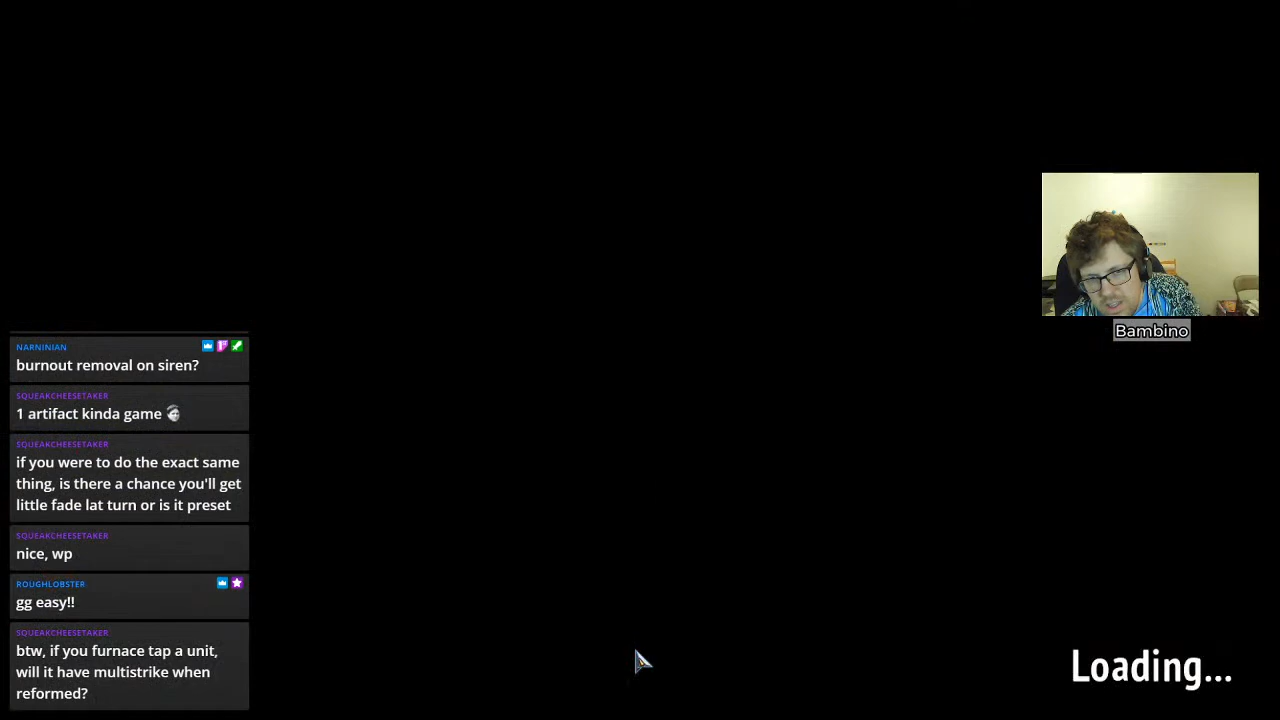 NARNINIAN
burnout removal on siren?
SQUEAKCHEESETAKER
1 artifact kinda game
SQUEAKCHEESETAKER
if you were to do the exact same
thing, is there a chance you'll get
little fade lat turn or is it preset
SQUEAKCHEESETAKER
nice, wp
ROUGHLOBSTER
gg easy!!
SQUEAKCHEESETAKER
btw, if you furnace tap a unit,
will it have multistrike when
reformed?
Bambino
Loading...